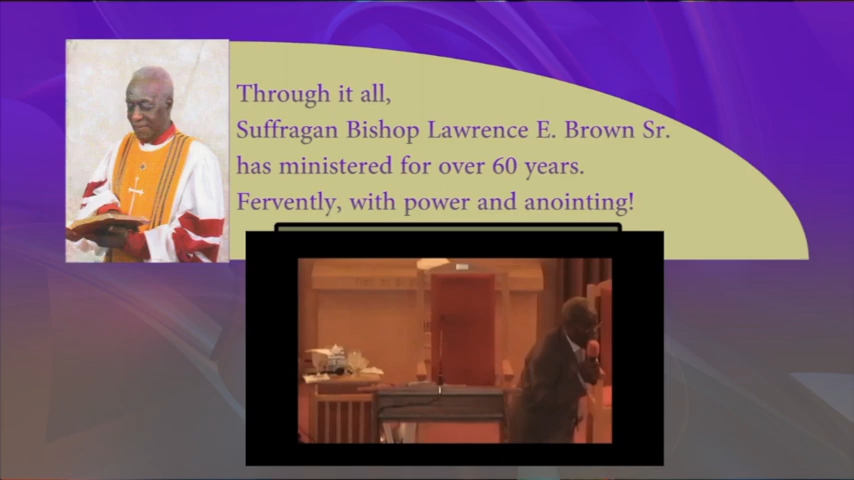 Through it all,
Suffragan Bishop Lawrence E. Brown Sr.
has ministered for over 60 years.
Fervently, with power and anointing!